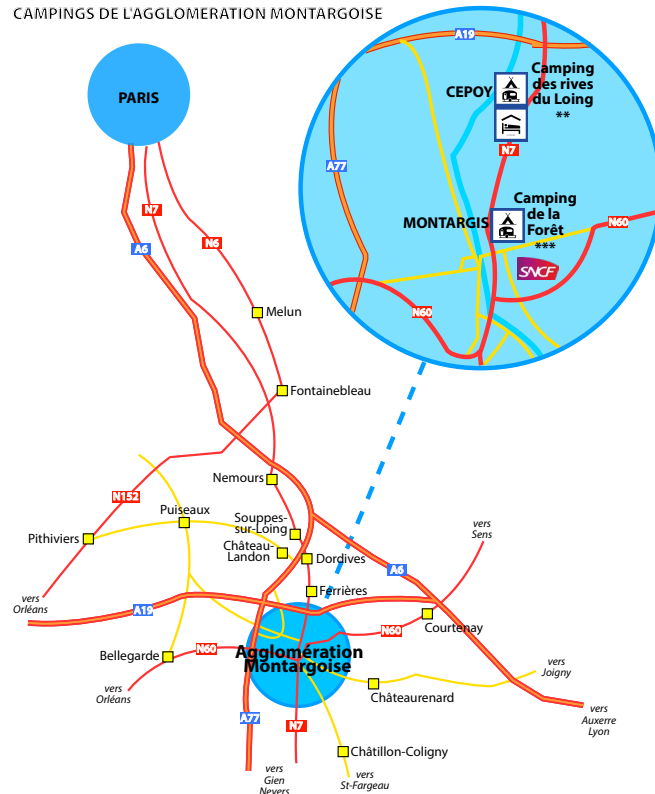 CAMPINGS DE L'AGGLOMERATION MONTARGOISE
PARIS
A19
Camping
des rives
du Loing
**
CEPOY
N7
A77
Camping
de la
Forêt
***
MONTARGIS
N60
SNCF
N60
N7
N6
A6
Melun
Fontainebleau
Nemours
N152
Puiseaux
Souppes-
sur-Loing
Pithiviers
Château-
Landon
Dordives
vers
Sens
A6
Ferrières
vers
Orléans
A19
Courtenay
N60
N60
Bellegarde
Agglomération
Montargoise
vers
Orléans
vers
Joigny
Châteaurenard
A77
N7
vers
Auxerre
Lyon
Châtillon-Coligny
vers
Gien
Nevers
vers
St-Fargeau